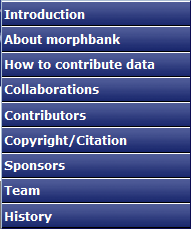 Introduction
About morphbank
How to contribute data
Collaborations
Contributors
Copyright/Citation
Sponsors
Team
History